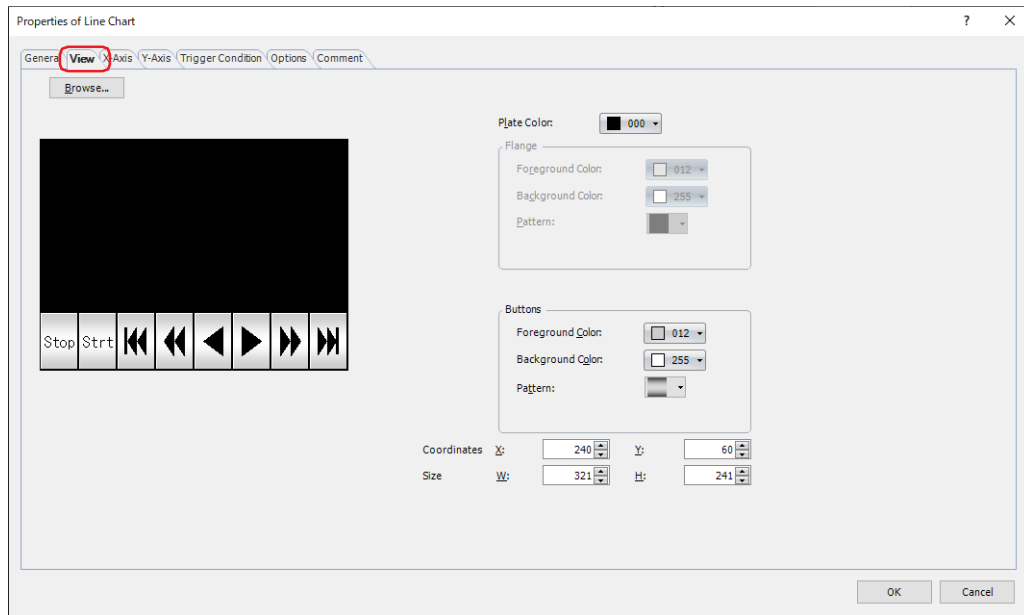 Properties of Line Chart ? ×
General View X-Axis Y-Axis Trigger Condition Options Comment
Browse...
Plate Color: 000
Flange
Foreground Color: 012
Background Color: 255
Pattern:
Stop Strt
Buttons
Foreground Color: 012
Background Color: 255
Pattern:
Coordinates X: 240 Y: 60
Size W: 321 H: 241
OK Cancel